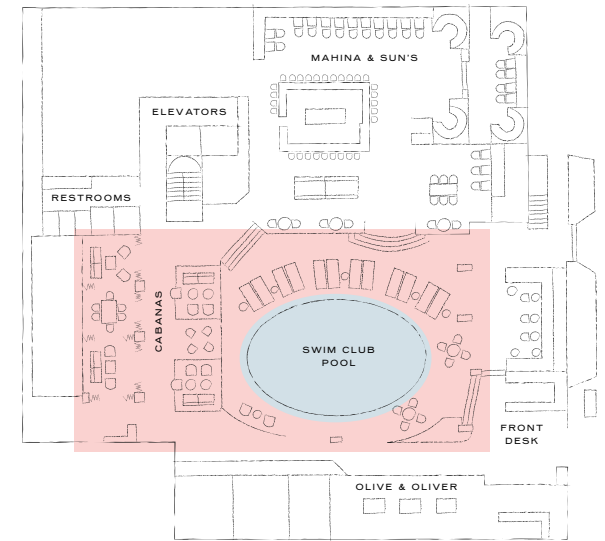 MAHINA & SUN'S
ELEVATORS
RESTROOMS
CABANAS
SWIM CLUB
POOL
FRONT
DESK
OLIVE & OLIVER